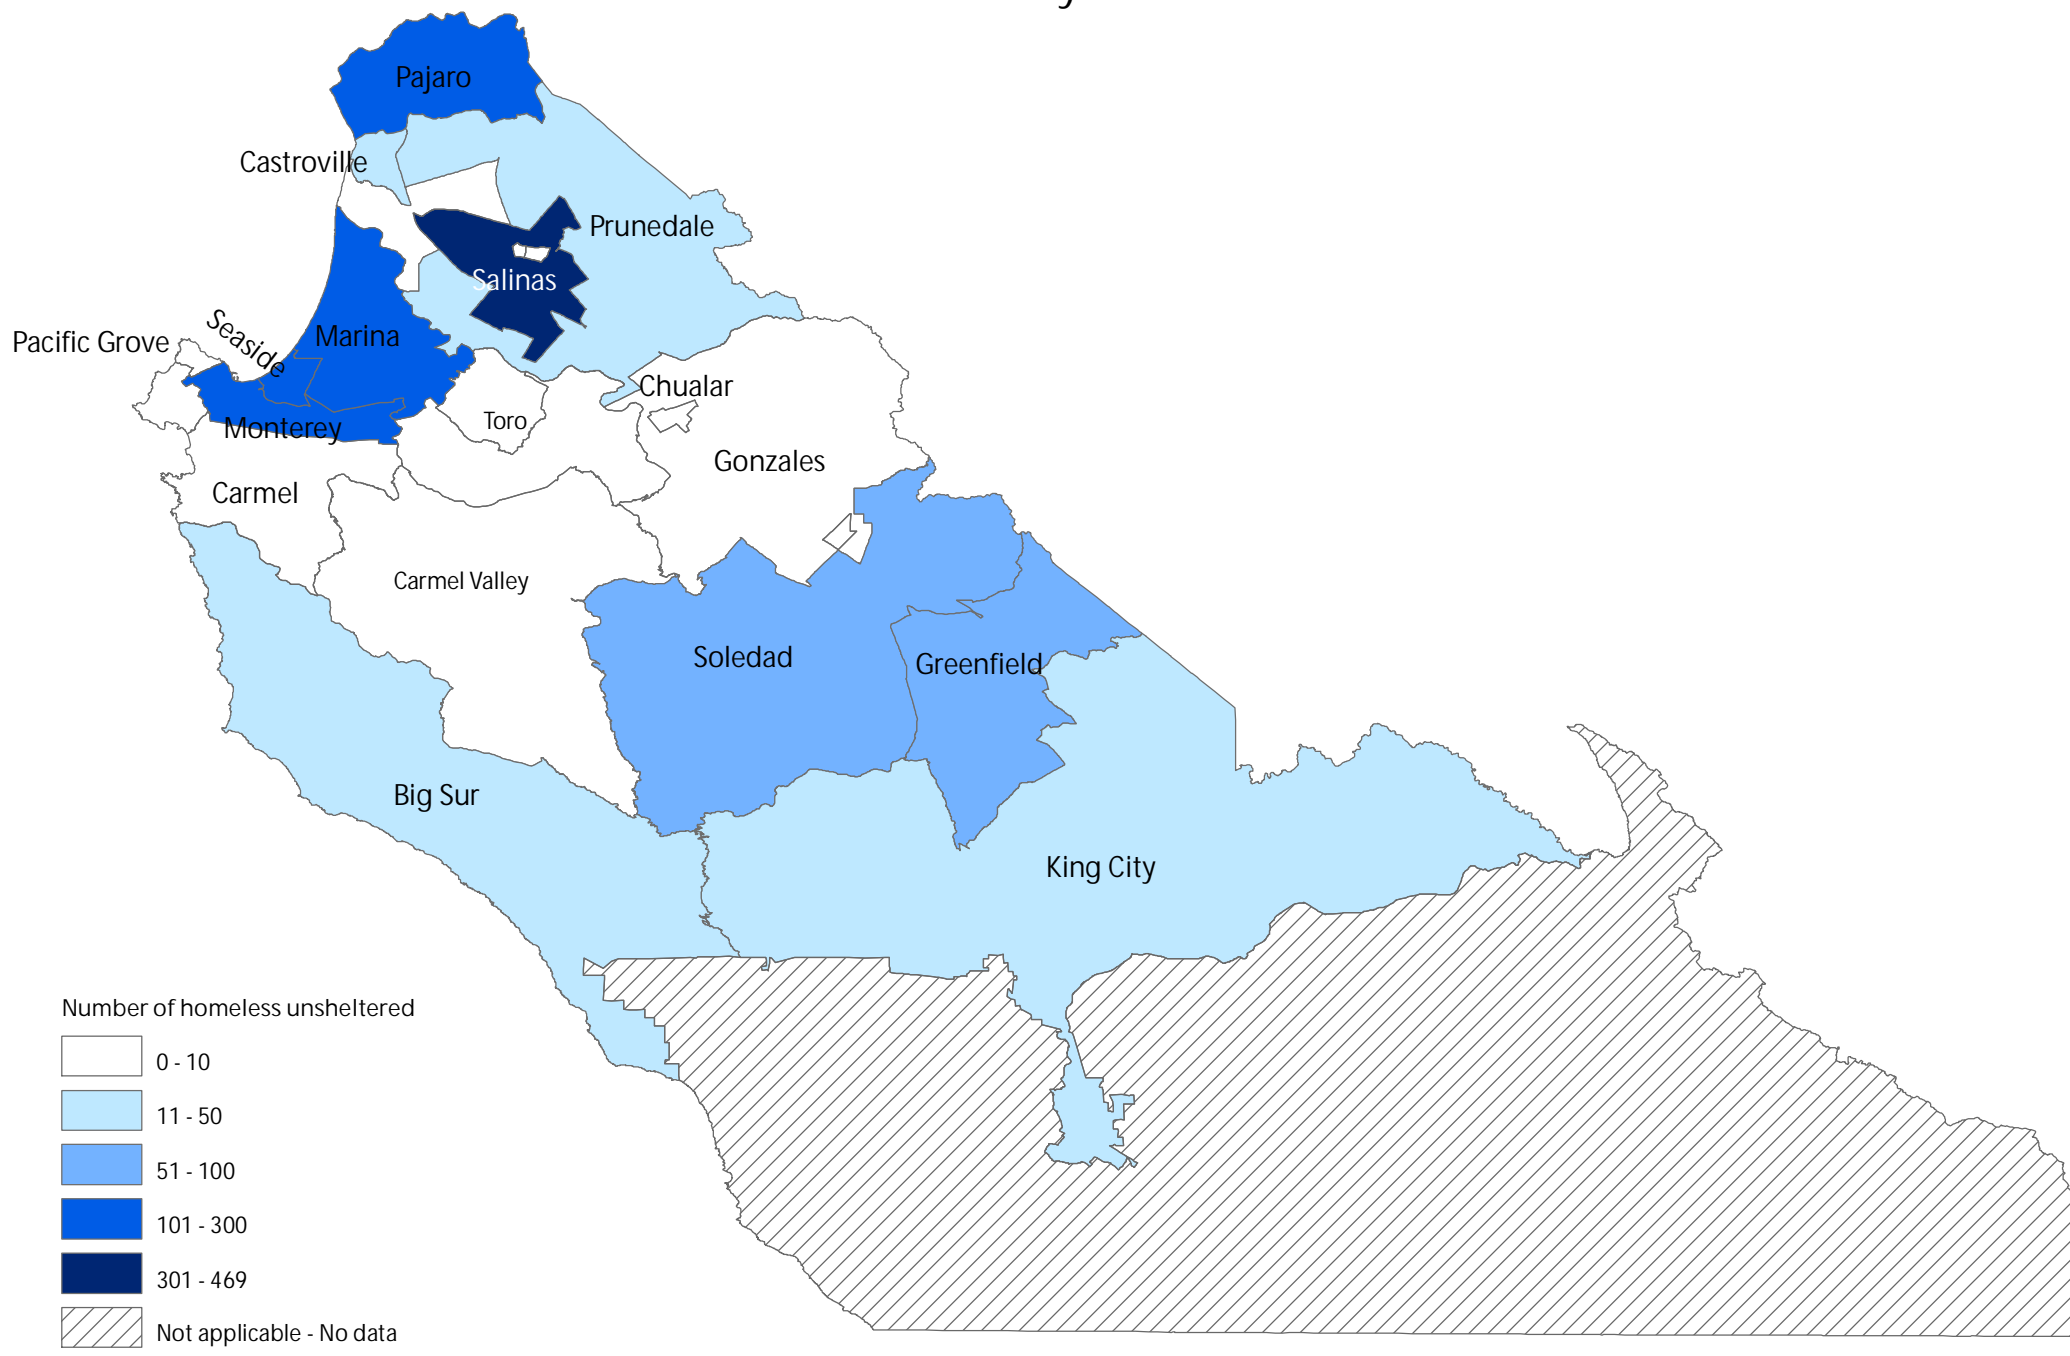 Pajaro
Castroville
Prunedale
Salinas
Seaside
Marina
Pacific Grove
Chualar
Toro
Monterey
Gonzales
Carmel
Carmel Valley
Soledad
Greenfield
Big Sur
King City
Number of homeless unsheltered
0 - 10
11 - 50
51 - 100
101 - 300
301 - 469
Not applicable - No data